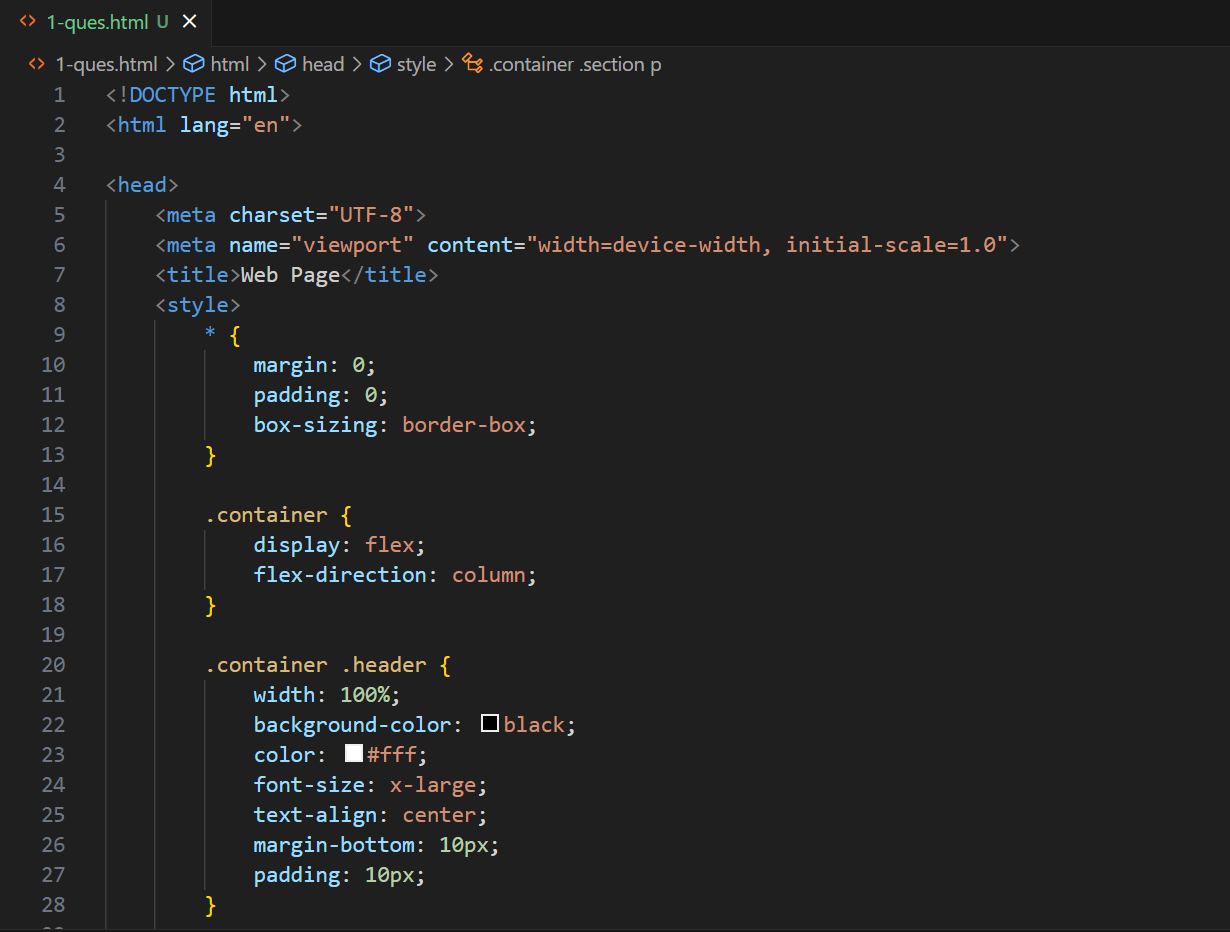 1-ques.html U
1-ques.html > html > head > style > .container .section p
1 <!DOCTYPE html>
2 <html lang="en">
3
4 <head>
5     <meta charset="UTF-8">
6     <meta name="viewport" content="width=device-width, initial-scale=1.0">
7     <title>Web Page</title>
8     <style>
9         * {
10             margin: 0;
11             padding: 0;
12             box-sizing: border-box;
13         }
14
15         .container {
16             display: flex;
17             flex-direction: column;
18         }
19
20         .container .header {
21             width: 100%;
22             background-color: black;
23             color: #fff;
24             font-size: x-large;
25             text-align: center;
26             margin-bottom: 10px;
27             padding: 10px;
28         }